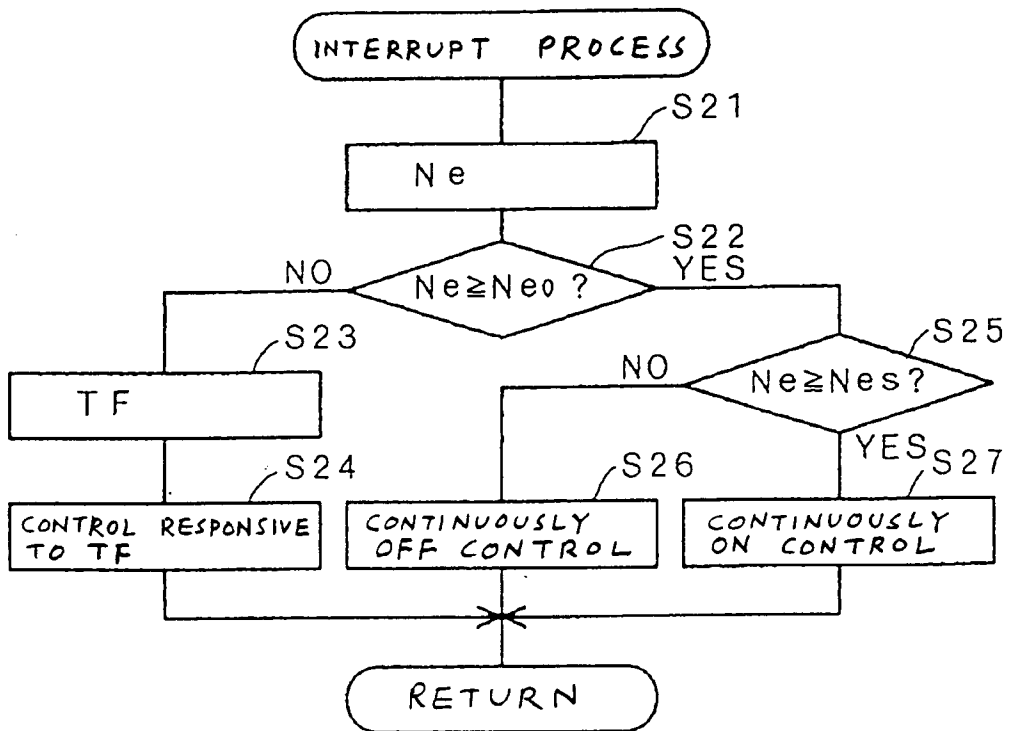 INTERRUPT PROCESS
S21
Ne
S22
NO
Ne≧Neo ?
YES
S23
TF
S25
NO
Ne≧Nes?
YES
S24
CONTROL RESPONSIVE
TO TF
S26
CONTINUOUSLY
OFF CONTROL
S27
CONTINUOUSLY
ON CONTROL
RETURN